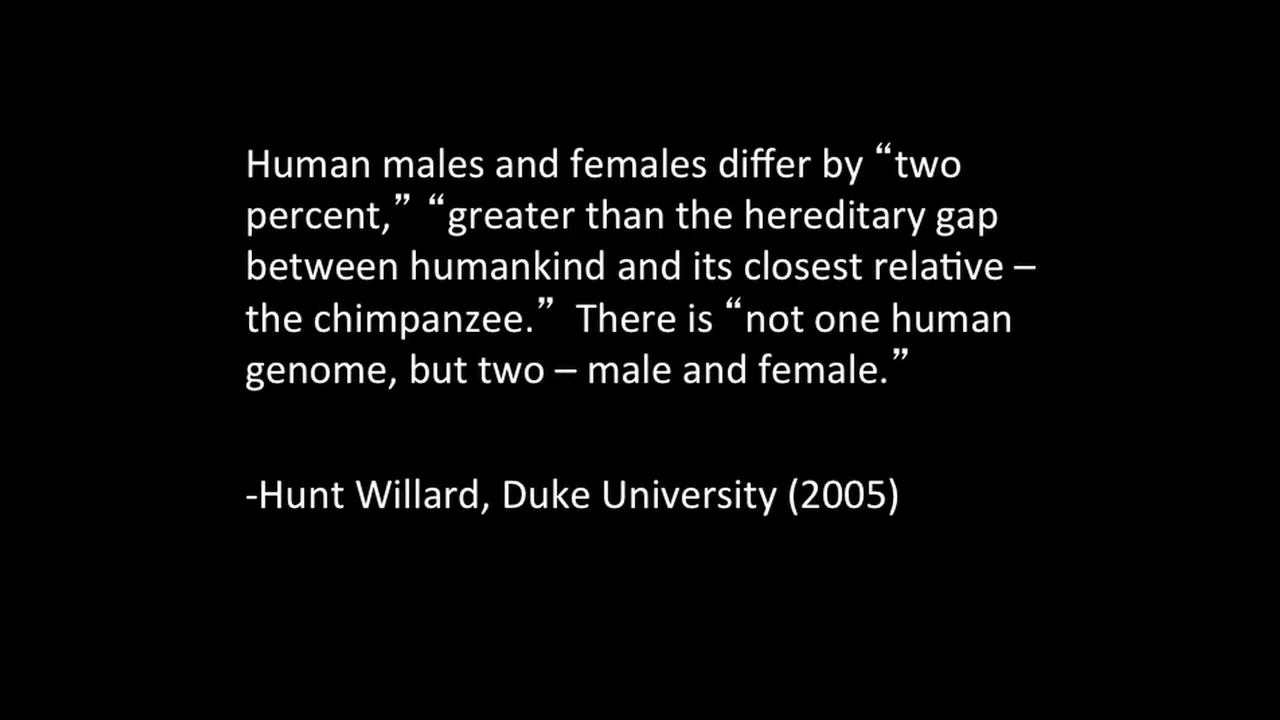 Human males and females differ by “two
percent,” “greater than the hereditary gap
between humankind and its closest relative –
the chimpanzee.”  There is “not one human
genome, but two – male and female.”
-Hunt Willard, Duke University (2005)